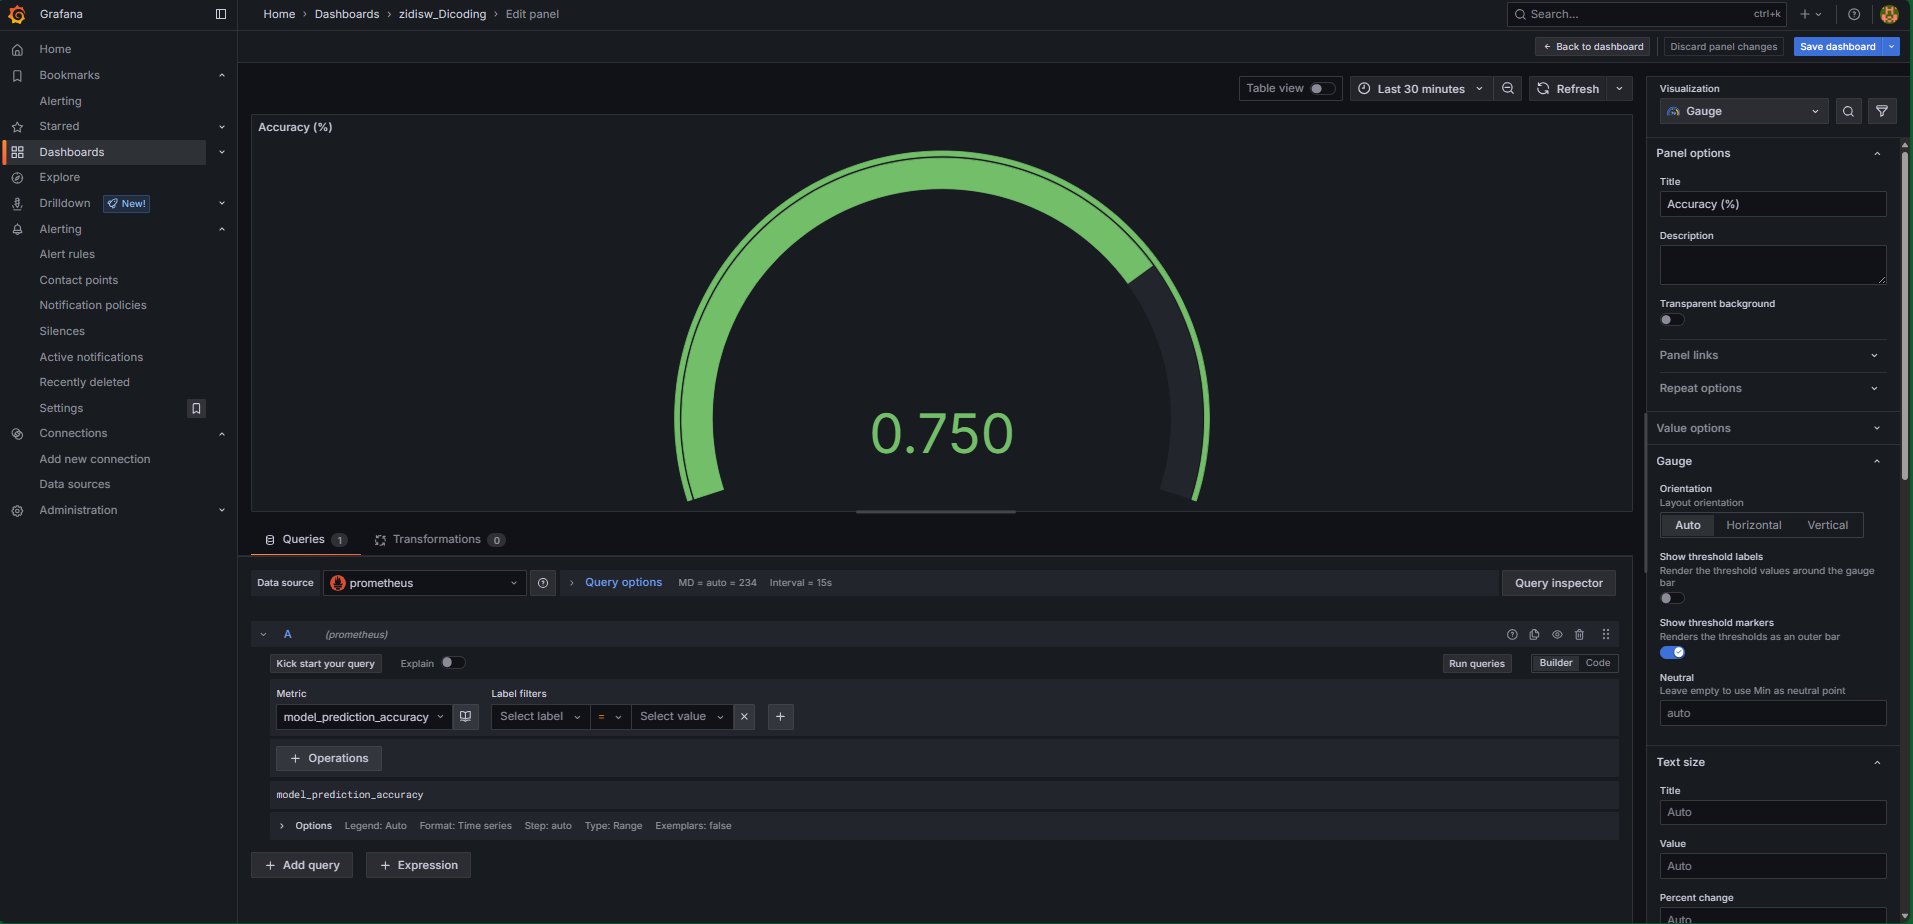 Grafana
Home
Bookmarks
Alerting
Starred
Dashboards
Explore
Drilldown New!
Alerting
Alert rules
Contact points
Notification policies
Silences
Active notifications
Recently deleted
Settings
Connections
Add new connection
Data sources
Administration
Home › Dashboards › zidisw_Dicoding › Edit panel
Search... ctrl+k
Back to dashboard Discard panel changes Save dashboard
Table view Last 30 minutes Refresh
Accuracy (%)
0.750
Queries 1 Transformations 0
Data source prometheus Query options MD = auto = 234 Interval = 15s Query inspector
A (prometheus)
Kick start your query Explain Run queries Builder Code
Metric Label filters
model_prediction_accuracy Select label = Select value
+ Operations
model_prediction_accuracy
Options Legend: Auto Format: Time series Step: auto Type: Range Exemplars: false
+ Add query + Expression
Visualization
Gauge
Panel options
Title
Accuracy (%)
Description
Transparent background
Panel links
Repeat options
Value options
Gauge
Orientation
Layout orientation
Auto Horizontal Vertical
Show threshold labels
Render the threshold values around the gauge
bar
Show threshold markers
Renders the thresholds as an outer bar
Neutral
Leave empty to use Min as neutral point
auto
Text size
Title
Auto
Value
Auto
Percent change
Auto